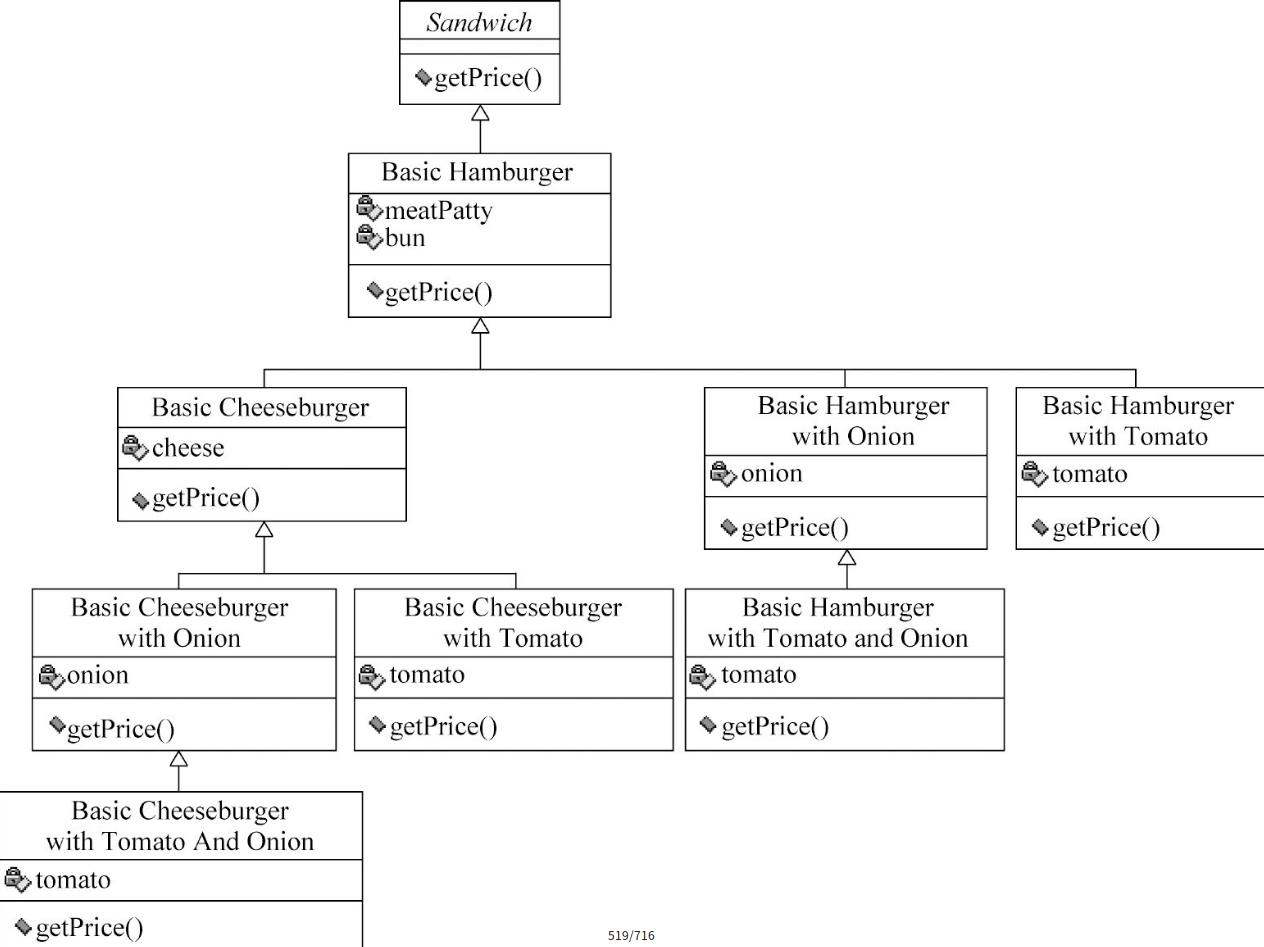 Sandwich
getPrice()
Basic Hamburger
meatPatty
bun
getPrice()
Basic Cheeseburger
cheese
getPrice()
Basic Hamburger
with Onion
onion
getPrice()
Basic Hamburger
with Tomato
tomato
getPrice()
Basic Cheeseburger
with Onion
onion
getPrice()
Basic Cheeseburger
with Tomato
tomato
getPrice()
Basic Hamburger
with Tomato and Onion
tomato
getPrice()
Basic Cheeseburger
with Tomato And Onion
tomato
getPrice()
519/716